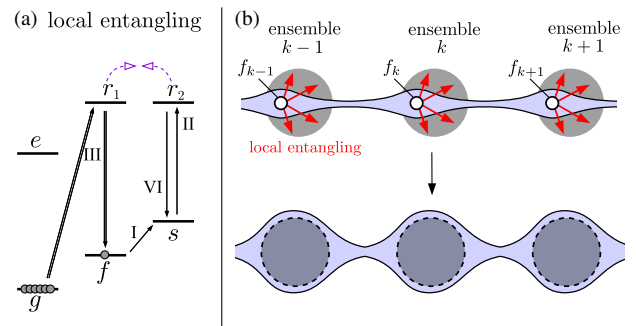 (a) local entangling
r1 r2
II
III
e
VI
I
s
f
g
(b)
ensemble
k − 1
ensemble
k
ensemble
k + 1
fk−1
fk
fk+1
local entangling